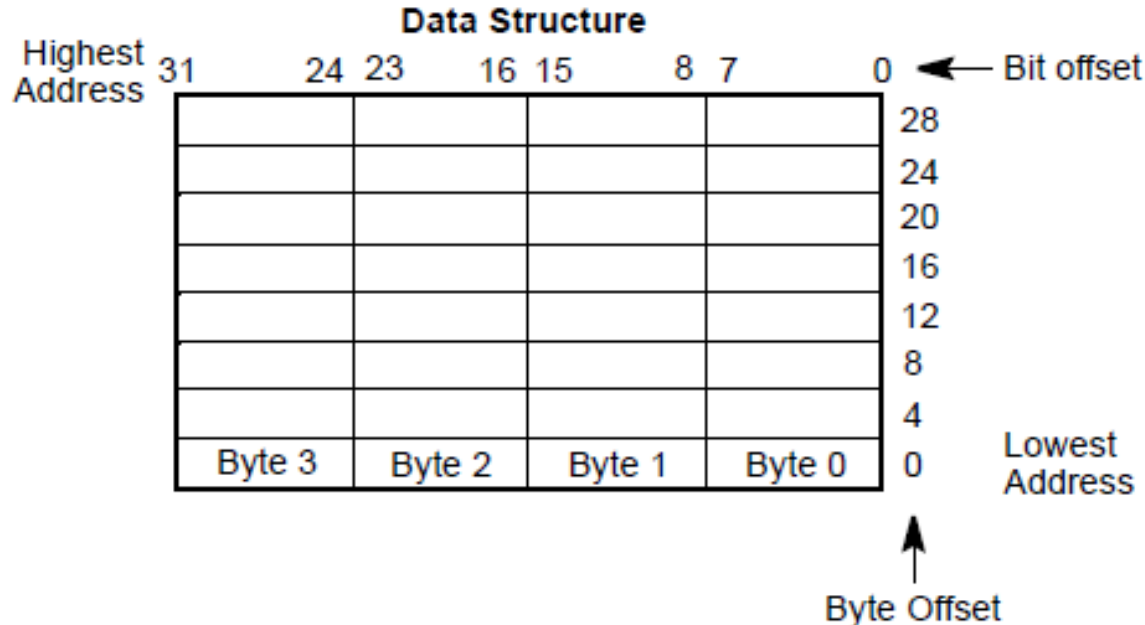 Data Structure
Highest
Address
31 24 23 16 15 8 7 0
Bit offset
28
24
20
16
12
8
4
Byte 3 Byte 2 Byte 1 Byte 0 0
Lowest
Address
Byte Offset